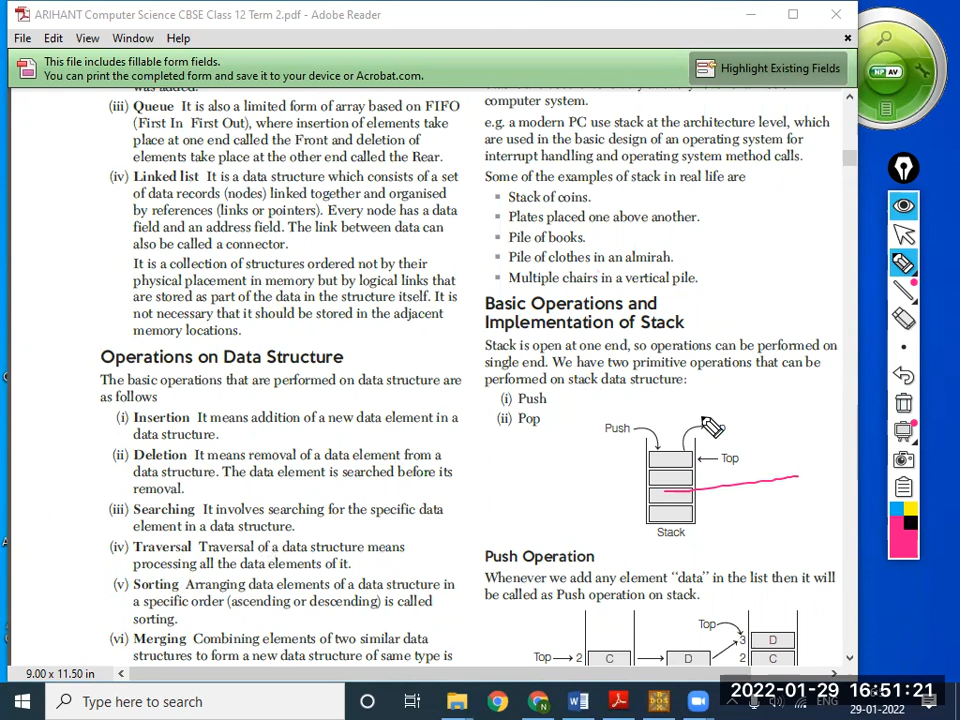 ARIHANT Computer Science CBSE Class 12 Term 2.pdf - Adobe Reader
File Edit View Window Help
This file includes fillable form fields.
You can print the completed form and save it to your device or Acrobat.com.
Highlight Existing Fields
was added.
(iii) Queue It is also a limited form of array based on FIFO
(First In First Out), where insertion of elements take
place at one end called the Front and deletion of
elements take place at the other end called the Rear.
(iv) Linked list It is a data structure which consists of a set
of data records (nodes) linked together and organised
by references (links or pointers). Every node has a data
field and an address field. The link between data can
also be called a connector.
It is a collection of structures ordered not by their
physical placement in memory but by logical links that
are stored as part of the data in the structure itself. It is
not necessary that it should be stored in the adjacent
memory locations.
Operations on Data Structure
The basic operations that are performed on data structure are
as follows
(i) Insertion It means addition of a new data element in a
data structure.
(ii) Deletion It means removal of a data element from a
data structure. The data element is searched before its
removal.
(iii) Searching It involves searching for the specific data
element in a data structure.
(iv) Traversal Traversal of a data structure means
processing all the data elements of it.
(v) Sorting Arranging data elements of a data structure in
a specific order (ascending or descending) is called
sorting.
(vi) Merging Combining elements of two similar data
structures to form a new data structure of same type is
computer system.
e.g. a modern PC use stack at the architecture level, which
are used in the basic design of an operating system for
interrupt handling and operating system method calls.
Some of the examples of stack in real life are
▪ Stack of coins.
▪ Plates placed one above another.
▪ Pile of books.
▪ Pile of clothes in an almirah.
▪ Multiple chairs in a vertical pile.
Basic Operations and
Implementation of Stack
Stack is open at one end, so operations can be performed on
single end. We have two primitive operations that can be
performed on stack data structure:
(i) Push
(ii) Pop
Push
Top
Stack
Push Operation
Whenever we add any element "data" in the list then it will
be called as Push operation on stack.
Top
3 D
Top 2 C D 2 C
9.00 x 11.50 in
NP AV
Type here to search
2022-01-29 16:51:21
ENG
29-01-2022